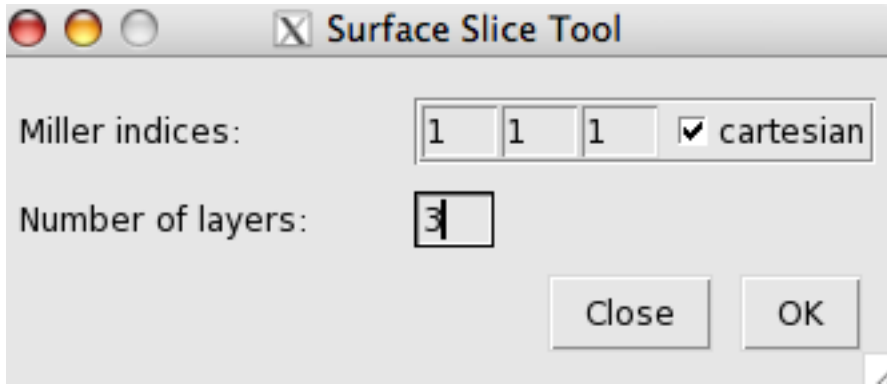 Surface Slice Tool
Miller indices: 1 1 1 cartesian
Number of layers: 3
Close OK